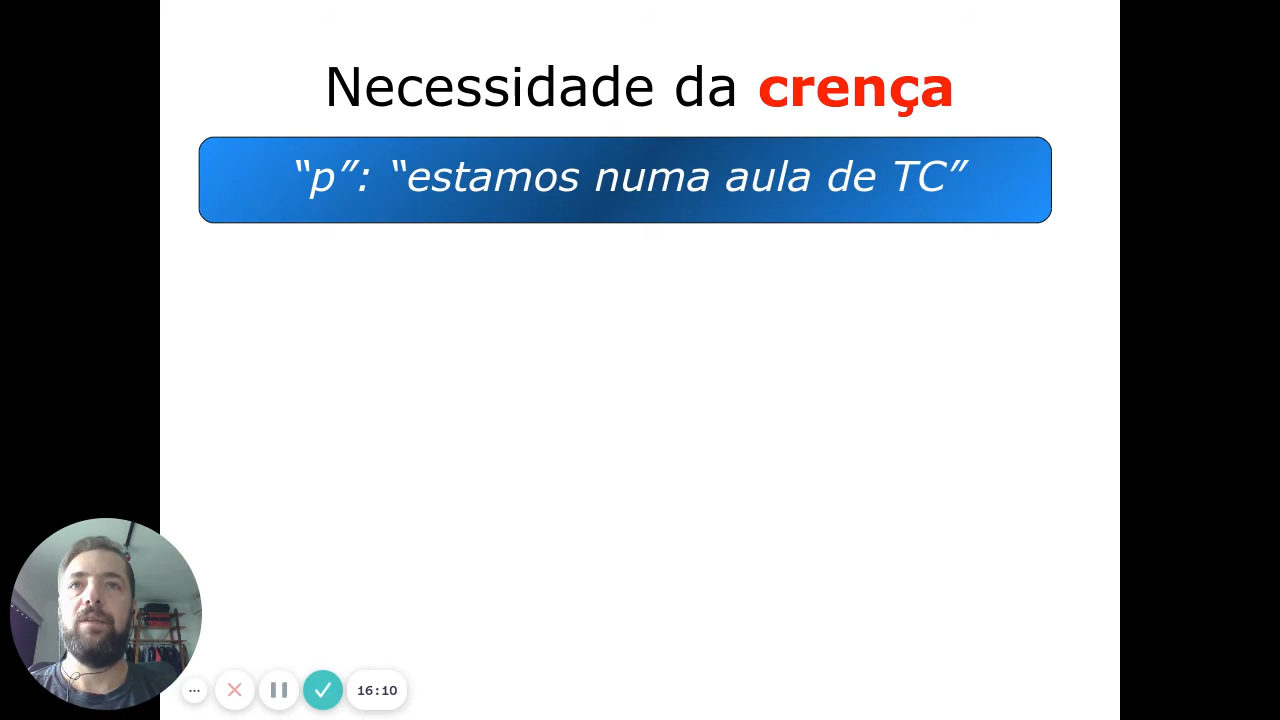 Necessidade da crença
“p”: “estamos numa aula de TC”
16:10